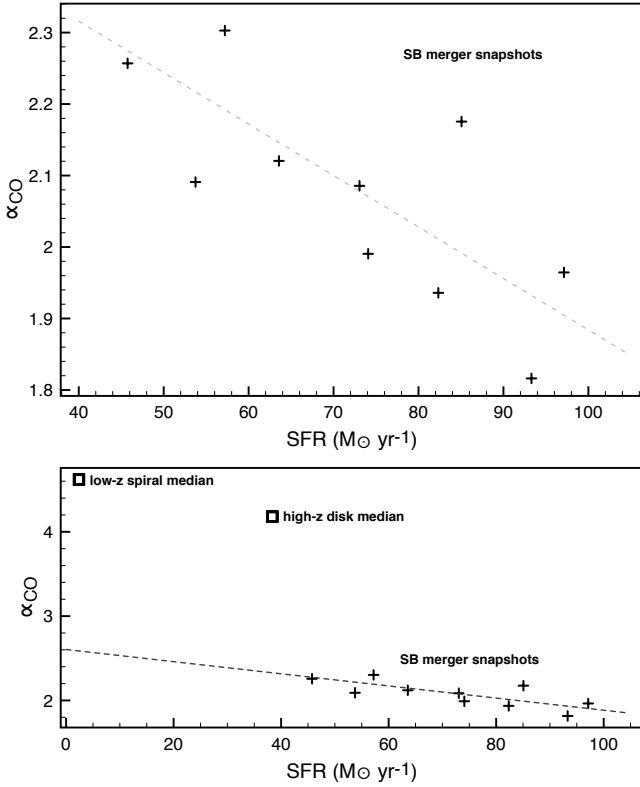 2.3
2.2
2.1
2
1.9
1.8
αCO
SB merger snapshots
40 50 60 70 80 90 100
SFR (M⊙ yr-1)
low-z spiral median
high-z disk median
4
3
2
αCO
SB merger snapshots
0 20 40 60 80 100
SFR (M⊙ yr-1)